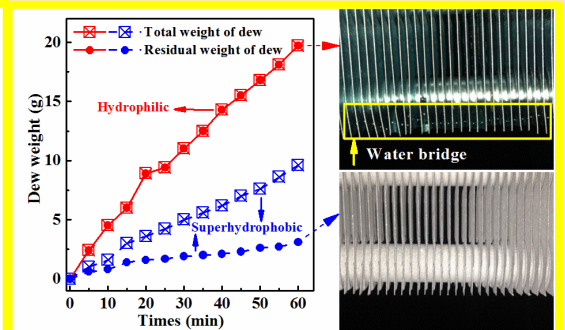 Total weight of dew
Residual weight of dew
Hydrophilic
Superhydrophobic
Dew weight (g)
20
15
10
5
0
0 10 20 30 40 50 60
Times (min)
Water bridge